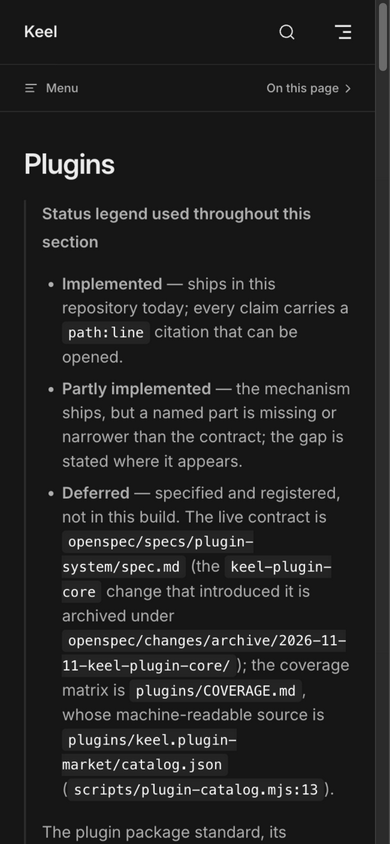 Keel
Menu
On this page
Plugins
Status legend used throughout this
section
• Implemented — ships in this
repository today; every claim carries a
path:line citation that can be
opened.
• Partly implemented — the mechanism
ships, but a named part is missing or
narrower than the contract; the gap is
stated where it appears.
• Deferred — specified and registered,
not in this build. The live contract is
openspec/specs/plugin-
system/spec.md (the keel-plugin-
core change that introduced it is
archived under
openspec/changes/archive/2026-11-
11-keel-plugin-core/ ); the coverage
matrix is plugins/COVERAGE.md ,
whose machine-readable source is
plugins/keel.plugin-
market/catalog.json
( scripts/plugin-catalog.mjs:13 ).
The plugin package standard, its